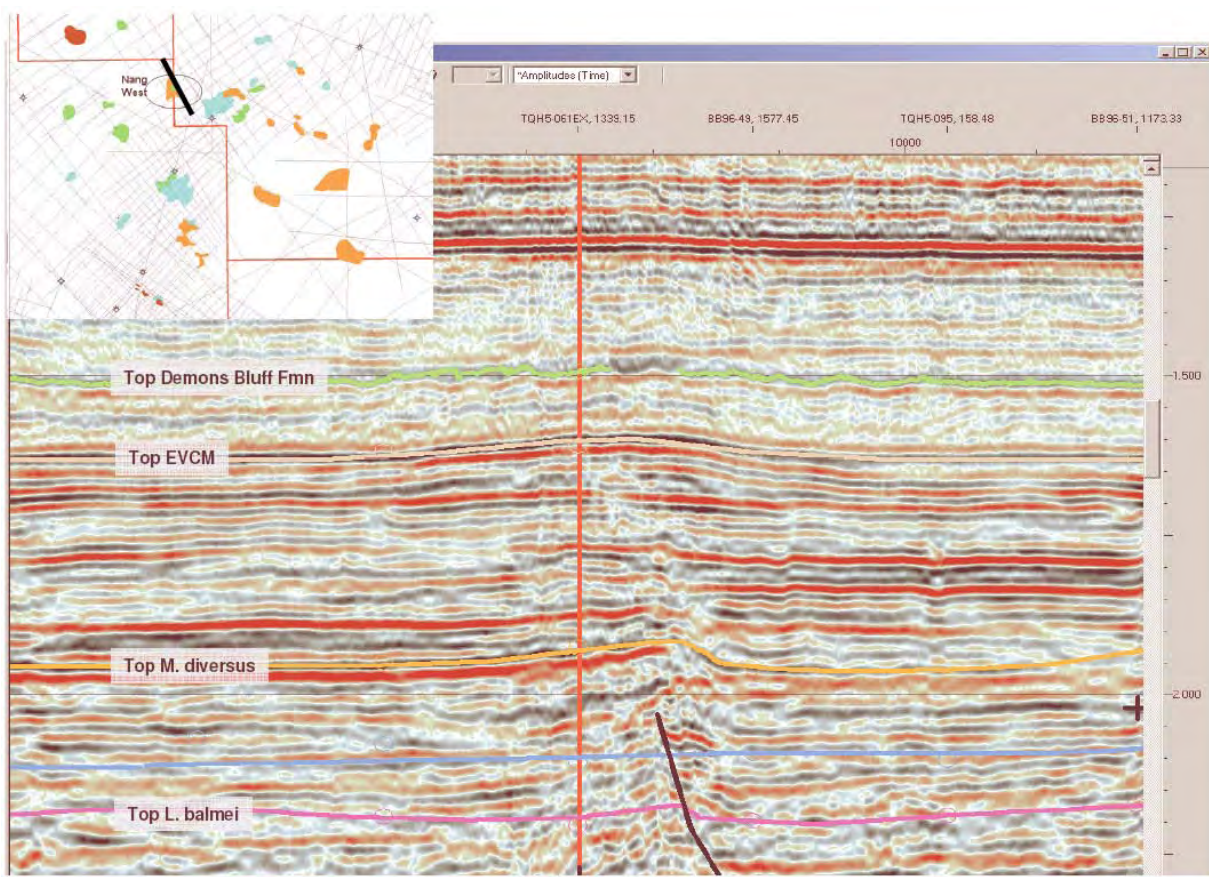 Nang
West
*Amplitudes (Time)
TQH5-061EX, 1339.15
BB96-49, 1577.45
TQH5-095, 158.48
BB96-51, 1173.33
10000
Top Demons Bluff Fmn
1.500
Top EVCM
Top M. diversus
2.000
Top L. balmei